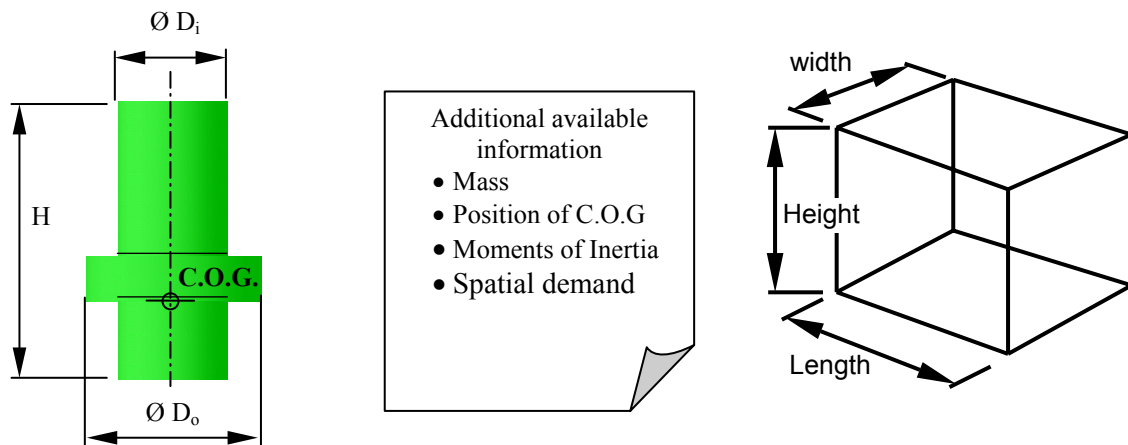 Ø Dᵢ
H
C.O.G.
Ø Dₒ
Additional available
information
• Mass
• Position of C.O.G
• Moments of Inertia
• Spatial demand
width
Height
Length